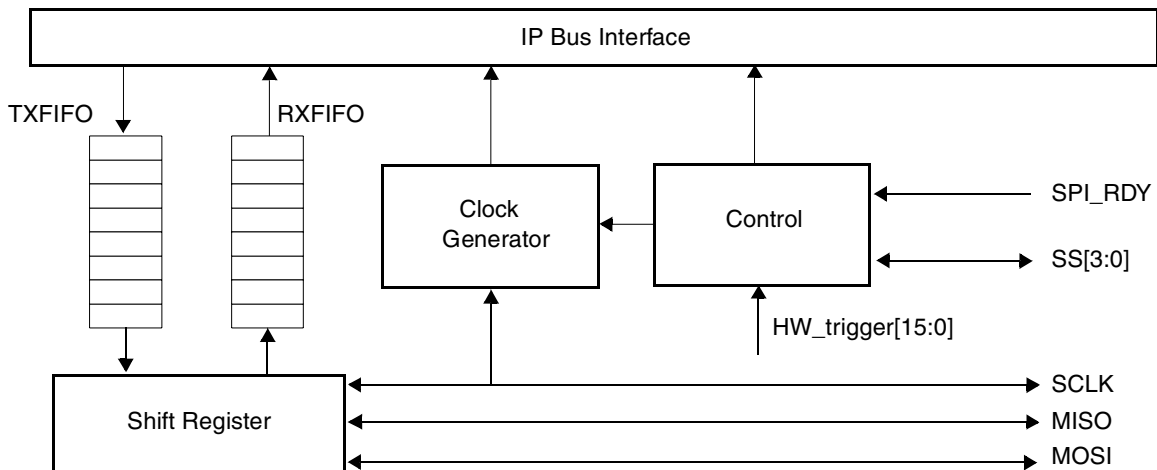 IP Bus Interface
TXFIFO
RXFIFO
Clock
Generator
Control
SPI_RDY
SS[3:0]
HW_trigger[15:0]
Shift Register
SCLK
MISO
MOSI